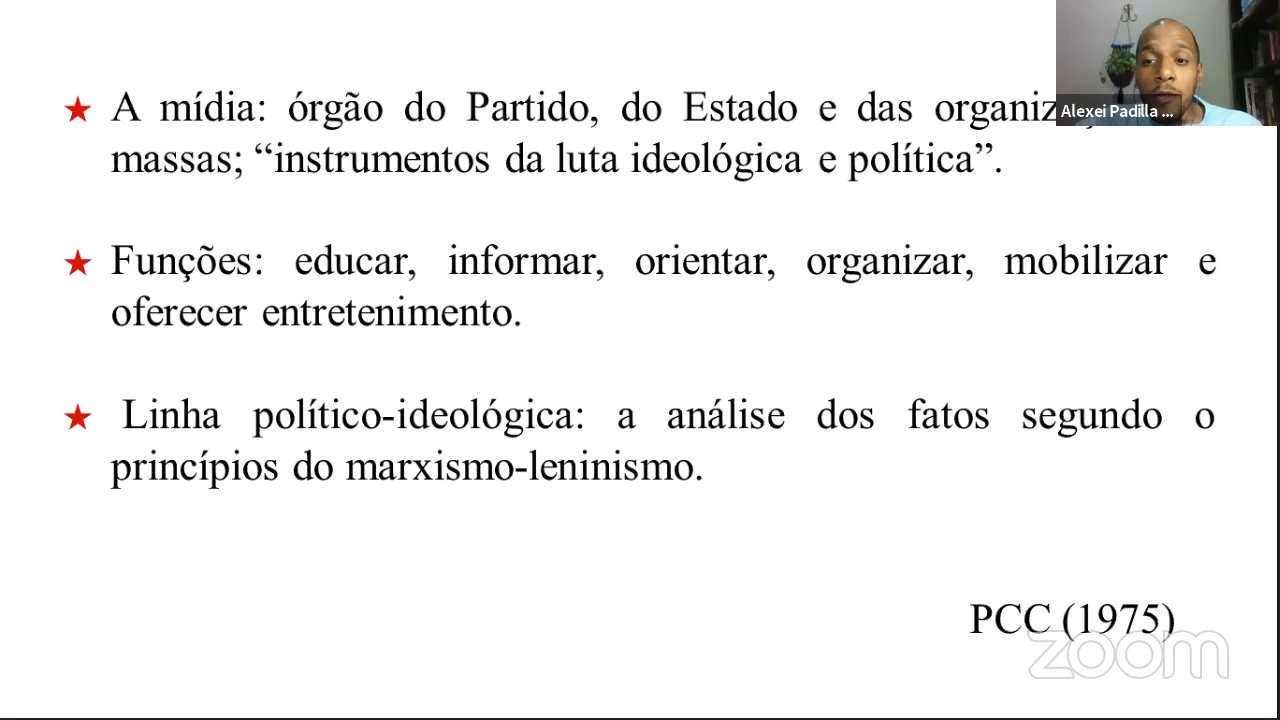 A mídia: órgão do Partido, do Estado e das
massas; “instrumentos da luta ideológica e política”.
Funções: educar, informar, orientar, organizar, mobilizar e
oferecer entretenimento.
Linha político-ideológica: a análise dos fatos segundo o
princípios do marxismo-leninismo.
PCC (1975)
zoom
Alexei Padilla ...